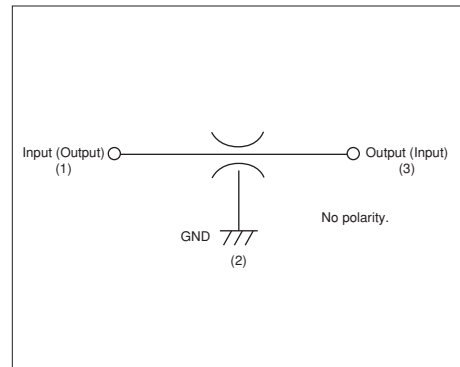 Input (Output)
(1)
Output (Input)
(3)
No polarity.
GND
(2)